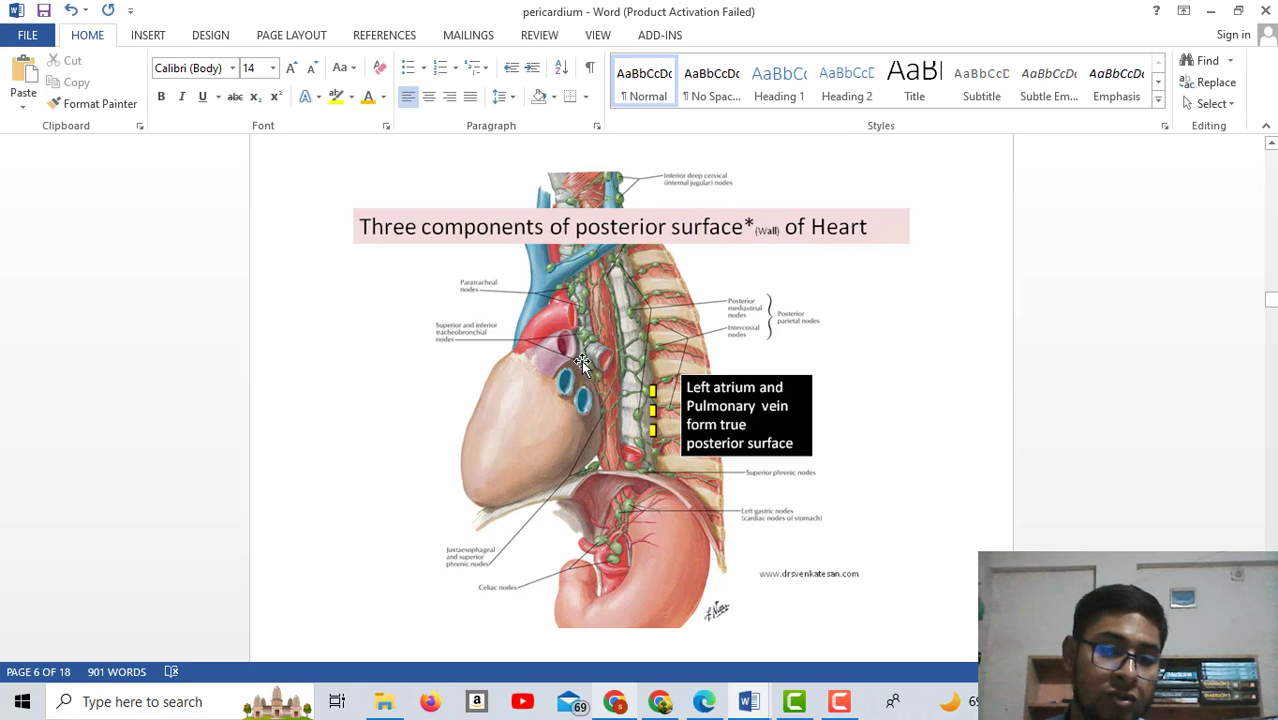 pericardium - Word (Product Activation Failed)
FILE HOME INSERT DESIGN PAGE LAYOUT REFERENCES MAILINGS REVIEW VIEW ADD-INS Sign in
Paste
Cut
Copy
Format Painter
Clipboard
Calibri (Body) 14
Font
Paragraph
AaBbCcDc AaBbCcDc AaBbCc AaBbCc AaBl AaBbCcD AaBbCcDc AaBbCcDc
¶ Normal ¶ No Spac... Heading 1 Heading 2 Title Subtitle Subtle Em... Emphasis
Styles
Find
Replace
Select
Editing
Inferior deep cervical
(internal jugular) nodes
Three components of posterior surface*(Wall) of Heart
Paratracheal
nodes
Superior and inferior
tracheobronchial
nodes
Posterior
mediastinal
nodes
Intercostal
nodes
Posterior
parietal nodes
Left atrium and
Pulmonary vein
form true
posterior surface
Superior phrenic nodes
Left gastric nodes
(cardiac nodes of stomach)
Juxtaesophageal
and superior
phrenic nodes
Celiac nodes
www.drsvenkatesan.com
PAGE 6 OF 18 901 WORDS
Type here to search
69